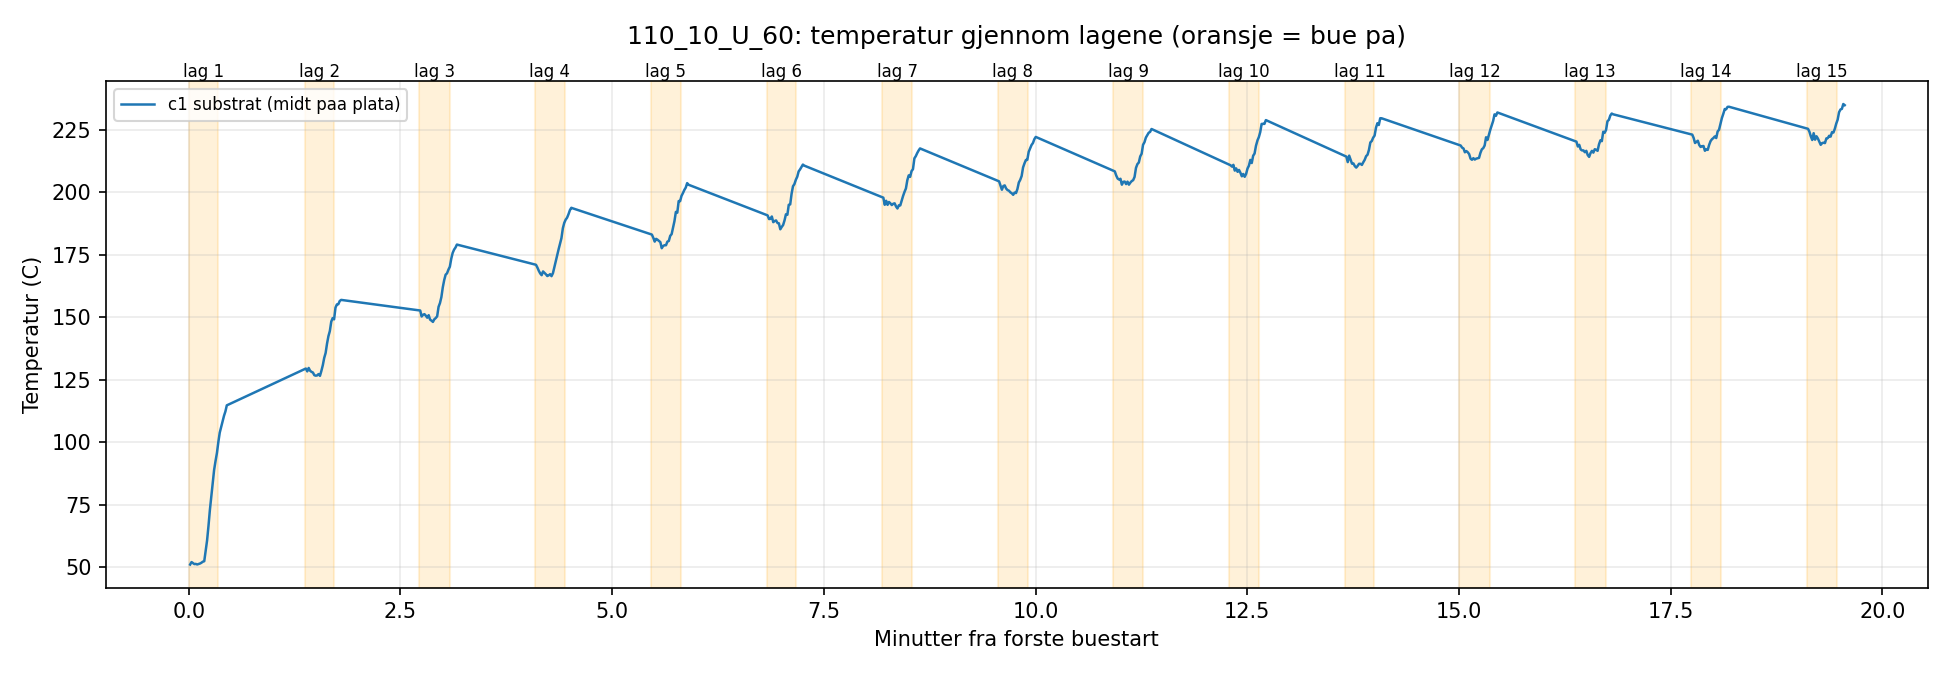 110_10_U_60: temperatur gjennom lagene (oransje = bue pa)
lag 1 lag 2 lag 3 lag 4 lag 5 lag 6 lag 7 lag 8 lag 9 lag 10 lag 11 lag 12 lag 13 lag 14 lag 15
c1 substrat (midt paa plata)
Temperatur (C)
225
200
175
150
125
100
75
50
0.0 2.5 5.0 7.5 10.0 12.5 15.0 17.5 20.0
Minutter fra forste buestart